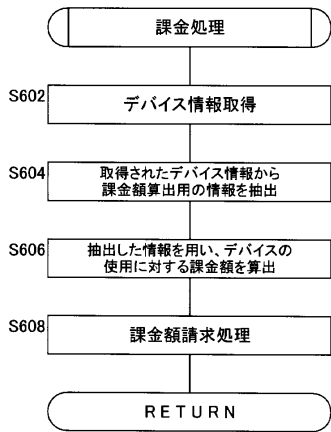 課金処理
S602
デバイス情報取得
S604
取得されたデバイス情報から
課金額算出用の情報を抽出
S606
抽出した情報を用い、デバイスの
使用に対する課金額を算出
S608
課金額請求処理
RETURN